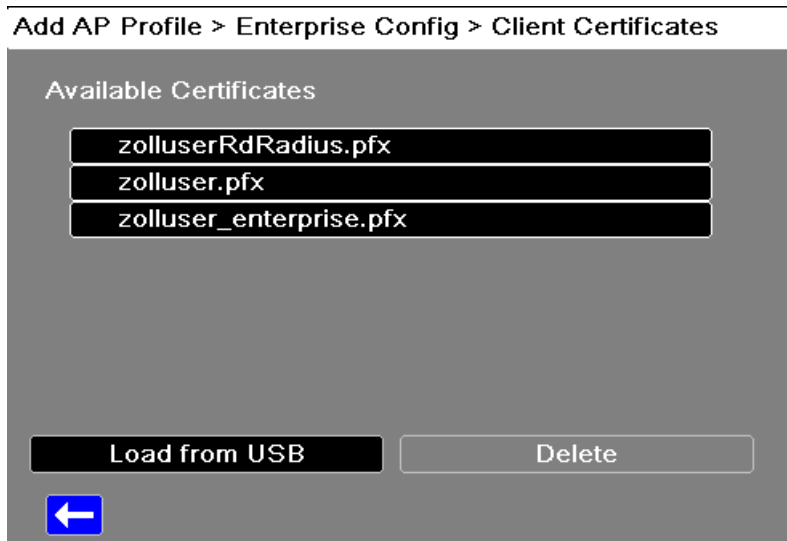 Add AP Profile > Enterprise Config > Client Certificates
Available Certificates
zolluserRdRadius.pfx
zolluser.pfx
zolluser_enterprise.pfx
Load from USB
Delete